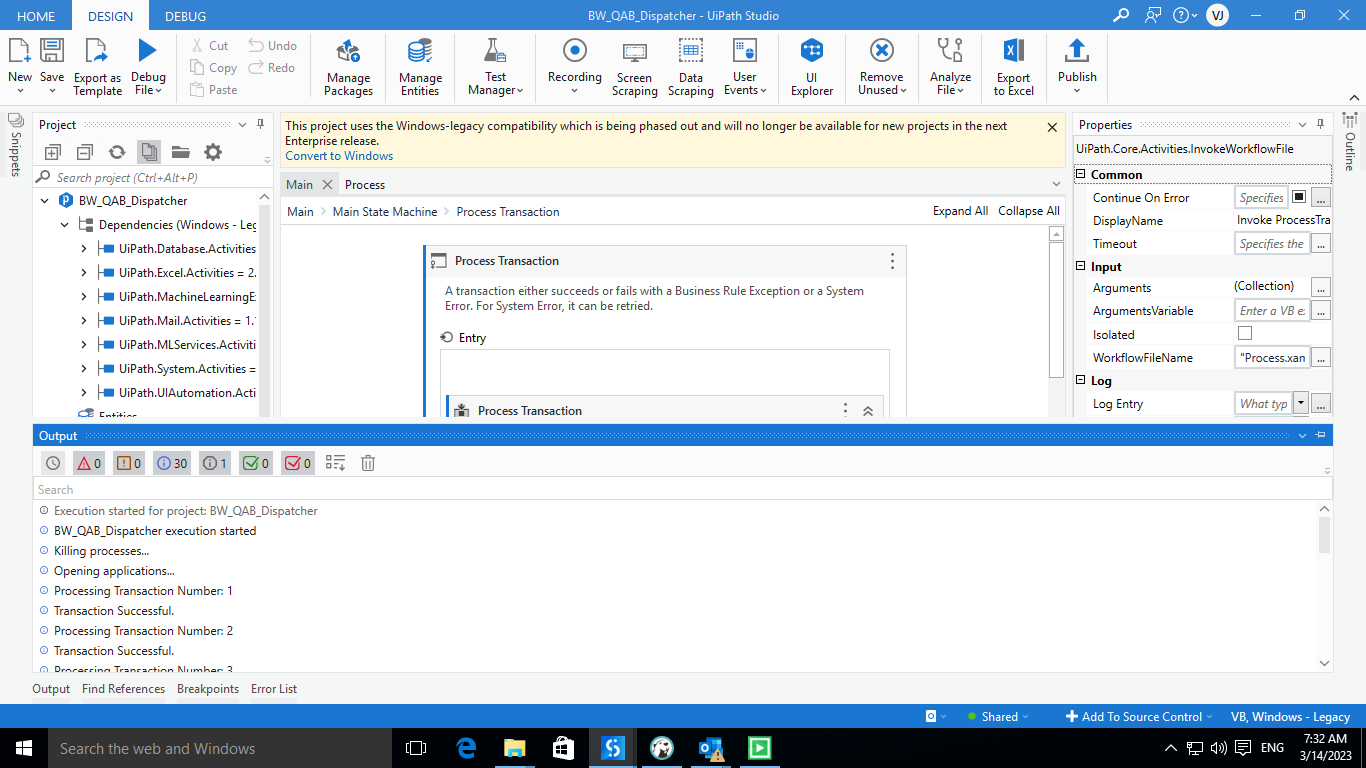 HOME DESIGN DEBUG BW_QAB_Dispatcher - UiPath Studio VJ
New Save Export as Template Debug File Cut Copy Paste Undo Redo Manage Packages Manage Entities Test Manager Recording Screen Scraping Data Scraping User Events UI Explorer Remove Unused Analyze File Export to Excel Publish
Snippets
Project
Search project (Ctrl+Alt+P)
BW_QAB_Dispatcher
Dependencies (Windows - Leg
UiPath.Database.Activities
UiPath.Excel.Activities = 2.
UiPath.MachineLearningEx
UiPath.Mail.Activities = 1.
UiPath.MLServices.Activiti
UiPath.System.Activities =
UiPath.UIAutomation.Acti
Entities
This project uses the Windows-legacy compatibility which is being phased out and will no longer be available for new projects in the next
Enterprise release.
Convert to Windows
Main Process
Main Main State Machine Process Transaction Expand All Collapse All
Process Transaction
A transaction either succeeds or fails with a Business Rule Exception or a System
Error. For System Error, it can be retried.
Entry
Process Transaction
Properties
UiPath.Core.Activities.InvokeWorkflowFile
Common
Continue On Error Specifies ...
DisplayName Invoke ProcessTra
Timeout Specifies the ...
Input
Arguments (Collection) ...
ArgumentsVariable Enter a VB e ...
Isolated
WorkflowFileName "Process.xan ...
Log
Log Entry What typ ...
Outline
Output
0 0 30 1 0 0
Search
Execution started for project: BW_QAB_Dispatcher
BW_QAB_Dispatcher execution started
Killing processes...
Opening applications...
Processing Transaction Number: 1
Transaction Successful.
Processing Transaction Number: 2
Transaction Successful.
Processing Transaction Number: 3
Output Find References Breakpoints Error List
Shared Add To Source Control VB, Windows - Legacy
Search the web and Windows
ENG
7:32 AM
3/14/2023